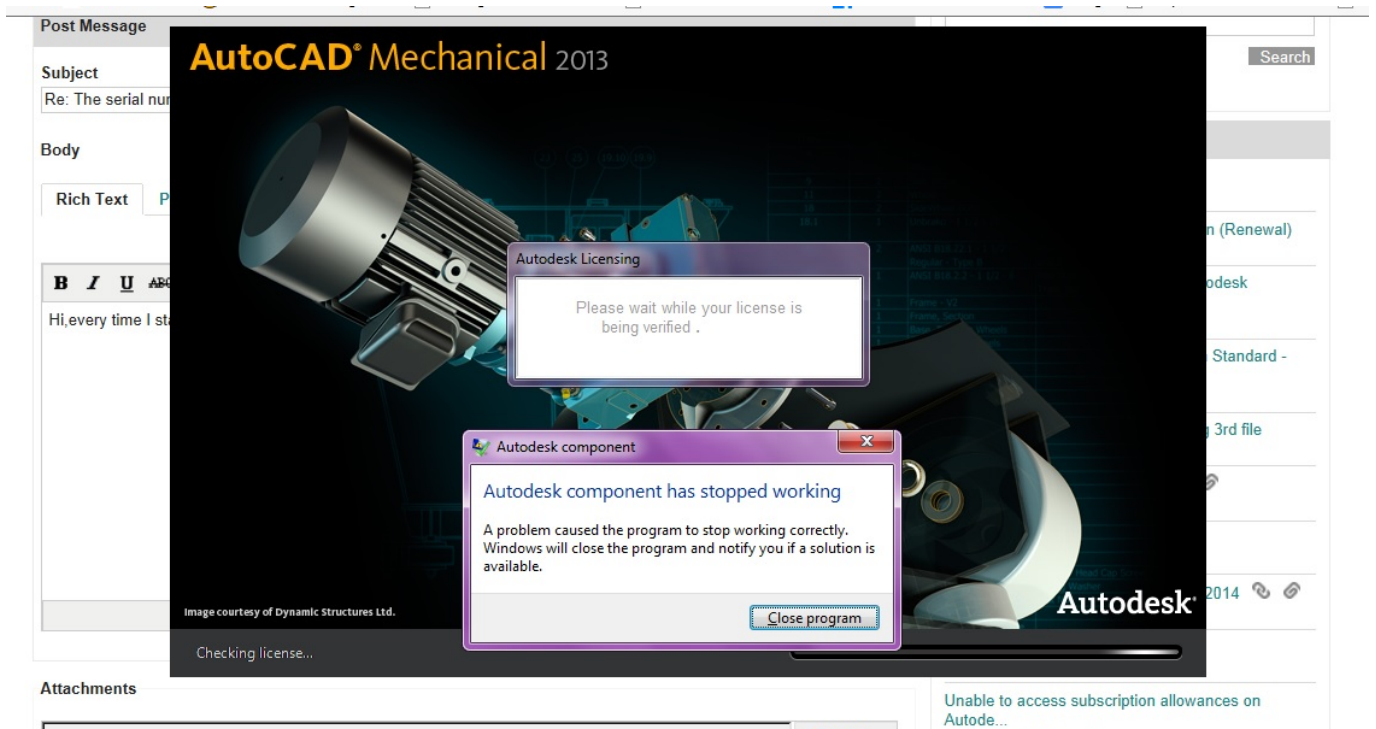 Post Message
AutoCAD® Mechanical 2013
Search
Subject
Re: The serial nur
Body
Rich Text P
n (Renewal)
Autodesk Licensing
odesk
B I U ABC
Please wait while your license is
being verified .
Hi,every time I sta
Standard -
3rd file
Autodesk component
X
Autodesk component has stopped working
A problem caused the program to stop working correctly.
Windows will close the program and notify you if a solution is
available.
2014
Autodesk
Image courtesy of Dynamic Structures Ltd.
Close program
Checking license...
Attachments
Unable to access subscription allowances on
Autode...